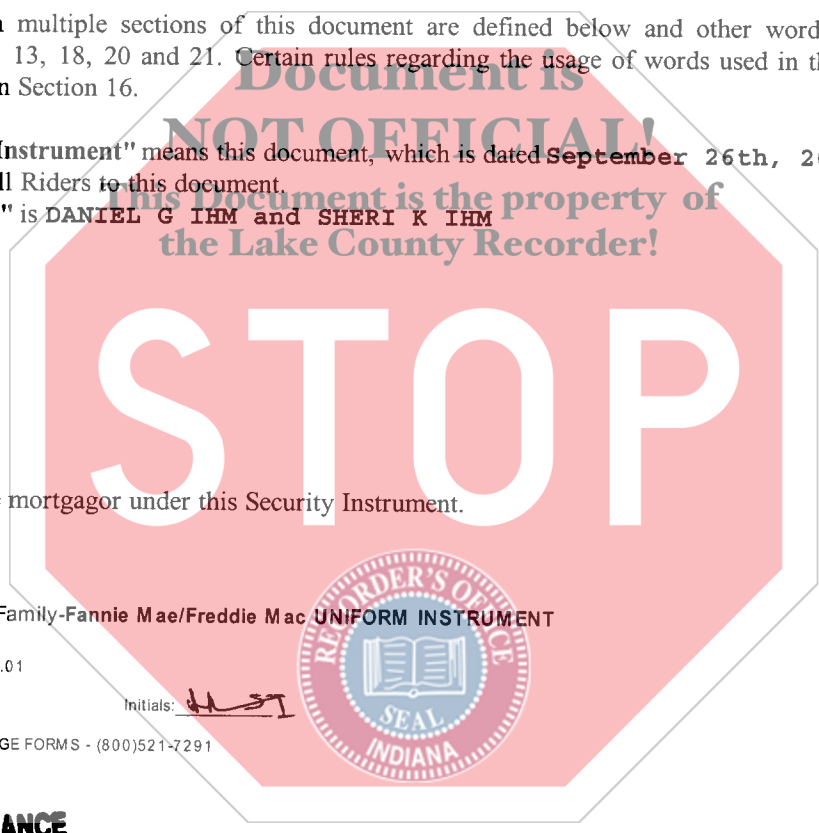 multiple sections of this document are defined below and other word
13, 18, 20 and 21. Certain rules regarding the usage of words used in
Section 16.
Document is
NOT OFFICIAL!
Instrument" means this document, which is dated September 26th,
Riders to this document.
This Document is the property of
" is DANIEL G IHM and SHERI K IHM
the Lake County Recorder!
STOP
mortgagor under this Security Instrument.
RECORDER'S OFFICE
Family-Fannie Mae/Freddie Mac UNIFORM INSTRUMENT
.01
Initials:
SEAL
INDIANA
GE FORMS - (800)521-7291
ANCE